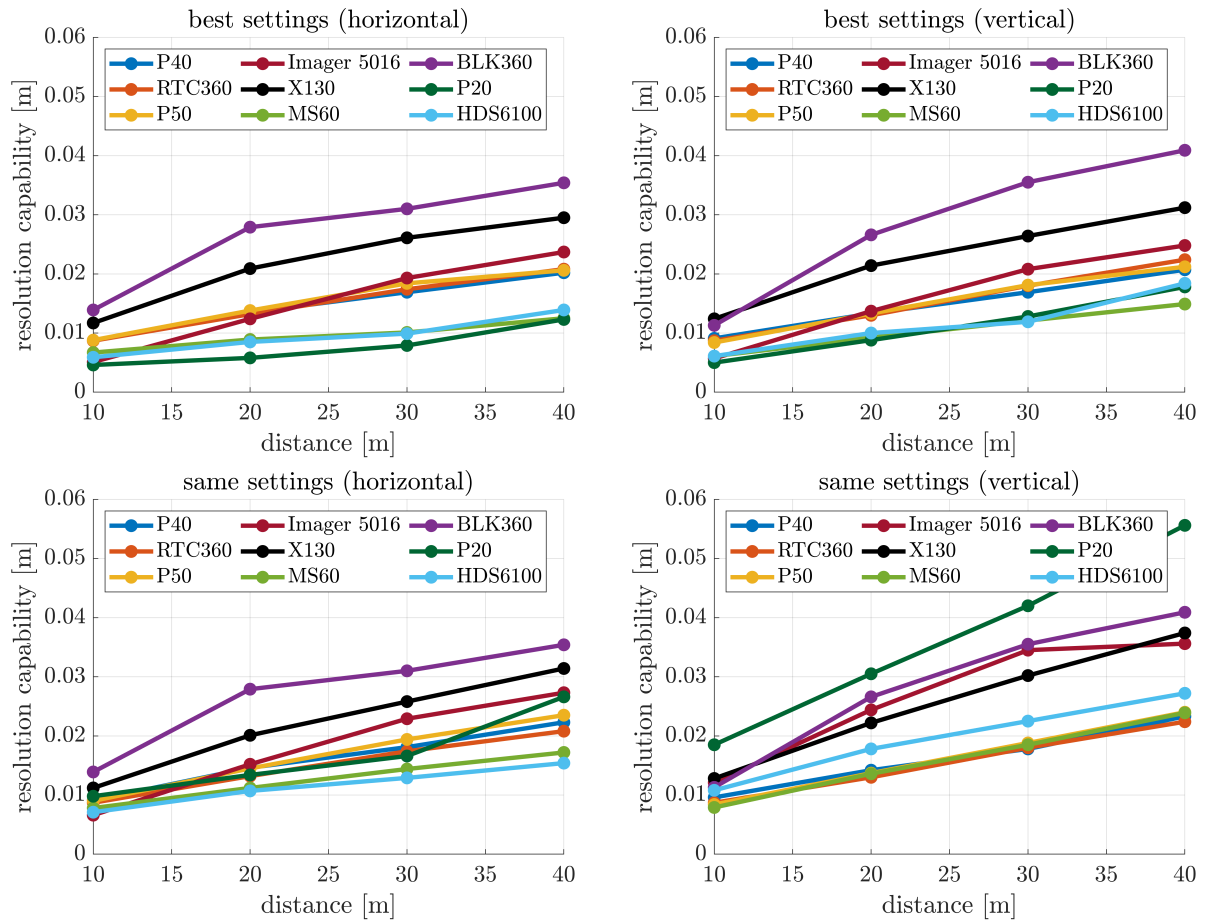 best settings (horizontal)
0.06
0.05
0.04
0.03
0.02
0.01
0
resolution capability [m]
P40 Imager 5016 BLK360
RTC360 X130 P20
P50 MS60 HDS6100
10 15 20 25 30 35 40
distance [m]
best settings (vertical)
0.06
0.05
0.04
0.03
0.02
0.01
0
resolution capability [m]
P40 Imager 5016 BLK360
RTC360 X130 P20
P50 MS60 HDS6100
10 15 20 25 30 35 40
distance [m]
same settings (horizontal)
0.06
0.05
0.04
0.03
0.02
0.01
0
resolution capability [m]
P40 Imager 5016 BLK360
RTC360 X130 P20
P50 MS60 HDS6100
10 15 20 25 30 35 40
distance [m]
same settings (vertical)
0.06
0.05
0.04
0.03
0.02
0.01
0
resolution capability [m]
P40 Imager 5016 BLK360
RTC360 X130 P20
P50 MS60 HDS6100
10 15 20 25 30 35 40
distance [m]